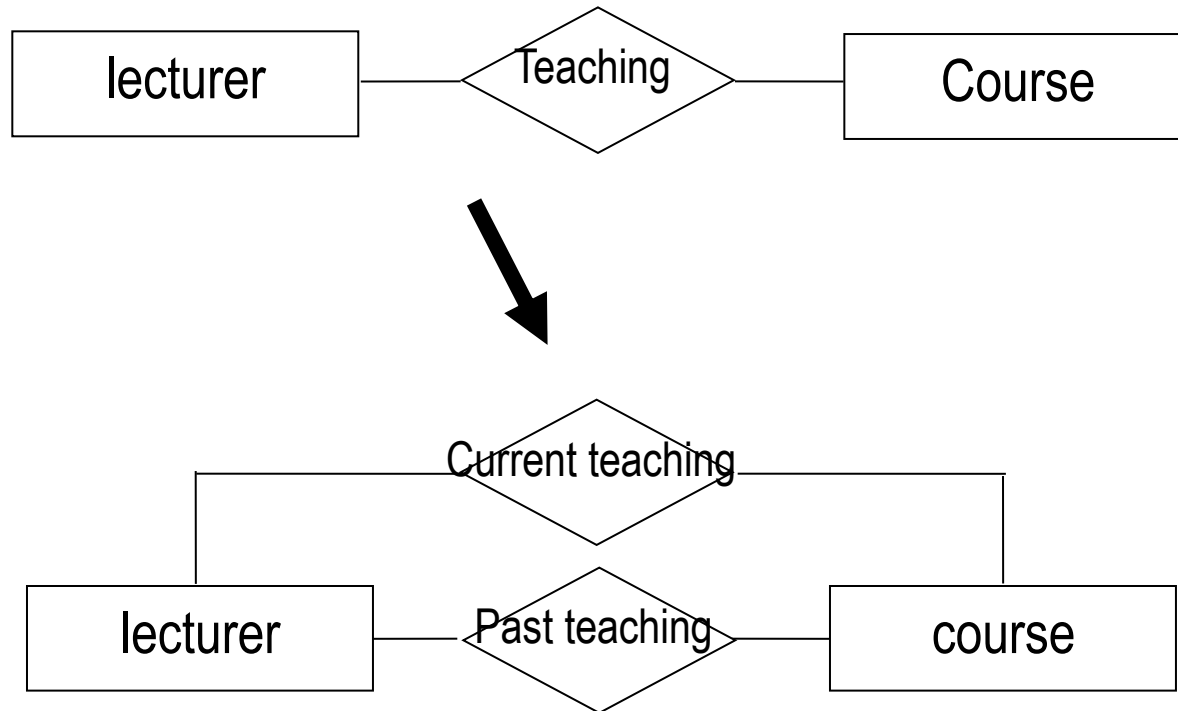 lecturer
Teaching
Course
Current teaching
lecturer
Past teaching
course